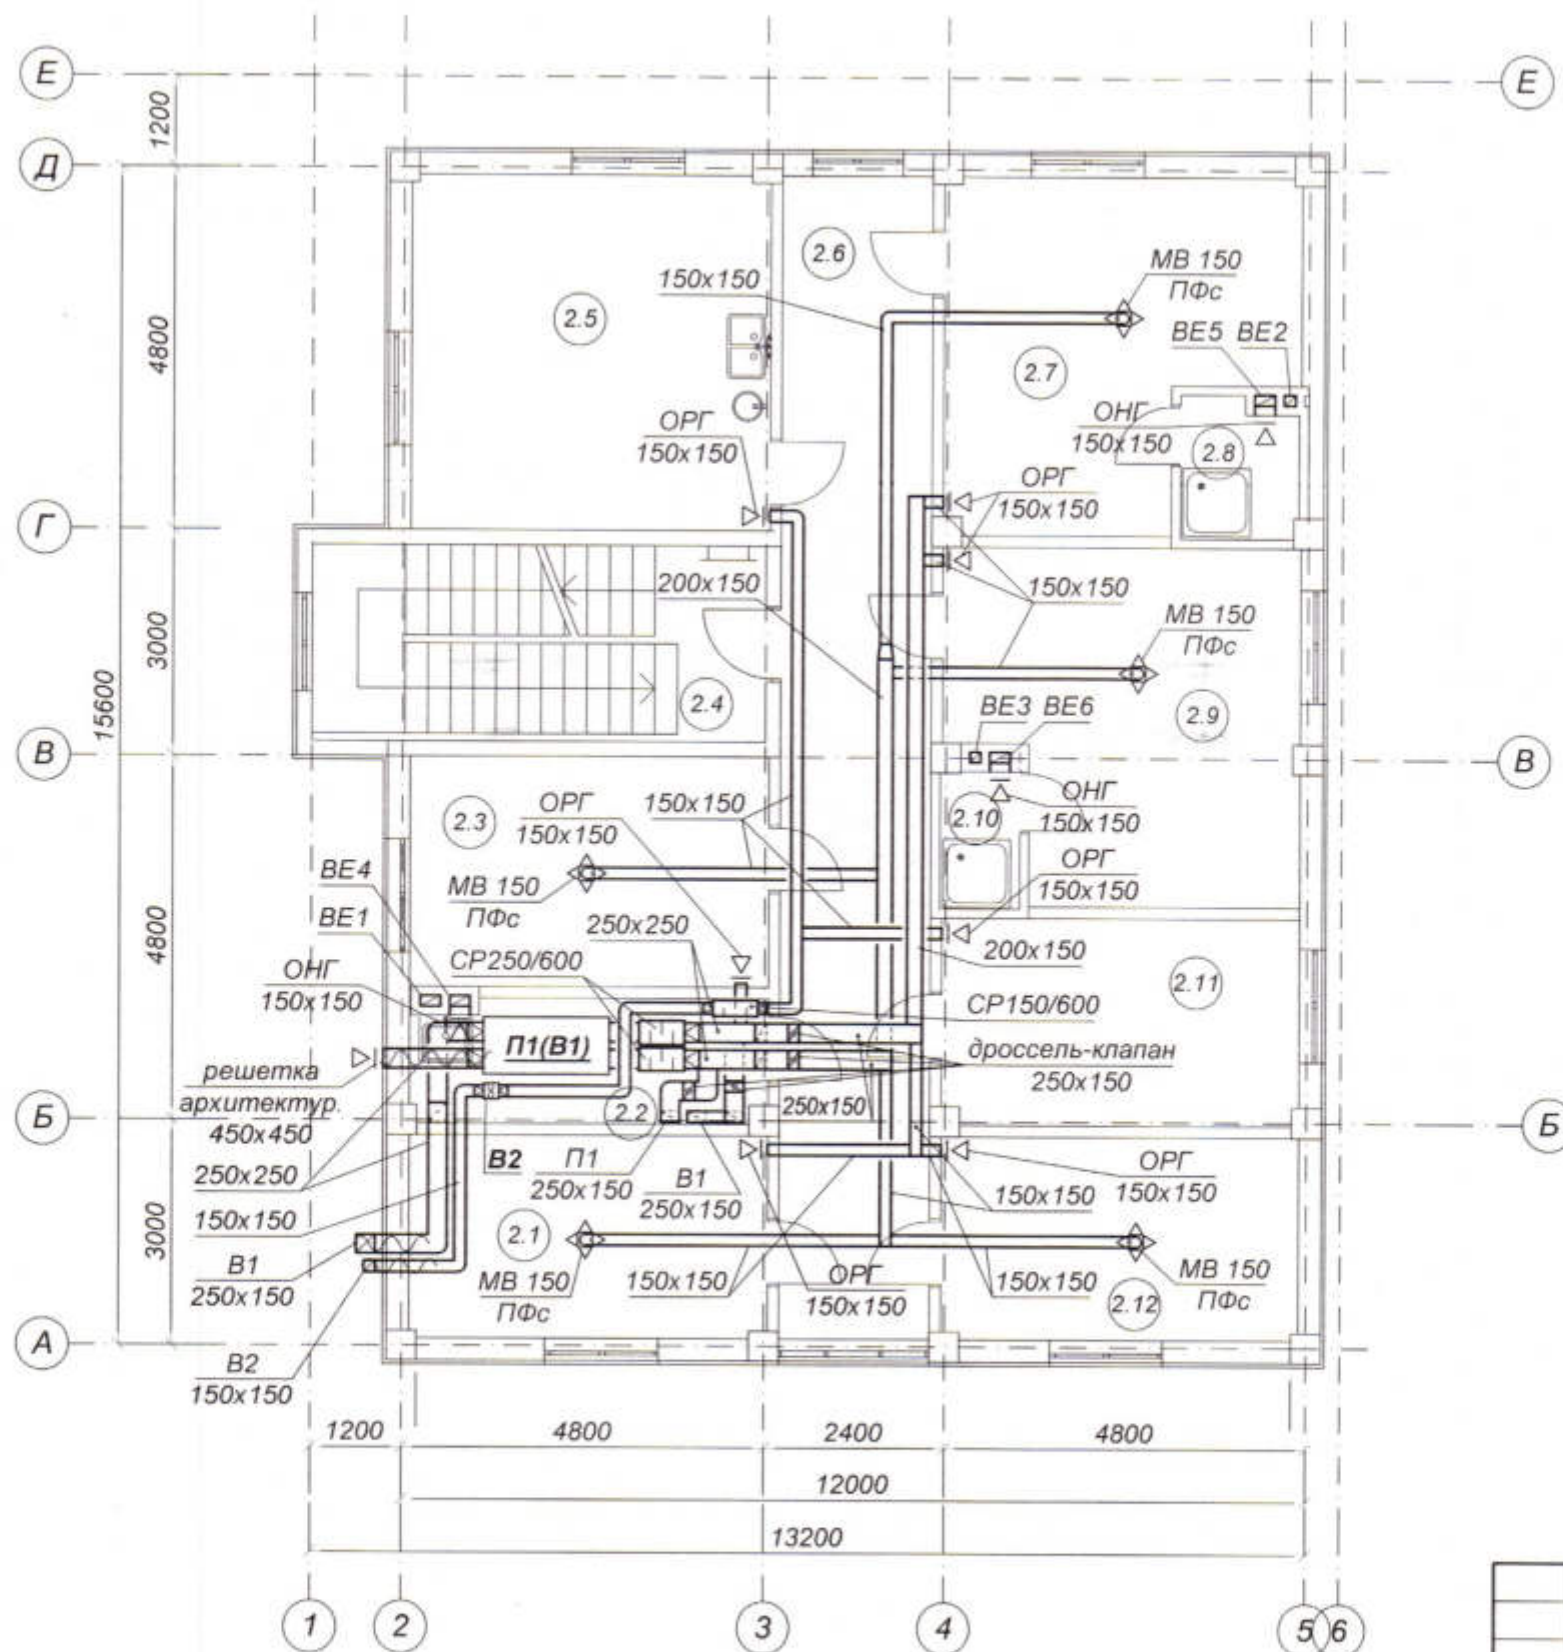 Е
Е
1200
Д
2.6
МВ 150
ПФс
150x150
2.5
ВЕ5 ВЕ2
4800
2.7
ОНГ
150x150
2.8
ОРГ
150x150
ОРГ
150x150
Г
200x150
150x150
МВ 150
ПФс
3000
15600
2.4
2.9
ВЕ3 ВЕ6
В
В
ОРГ
150x150
150x150
ОНГ
150x150
2.3
2.10
ВЕ4
МВ 150
ПФс
ОРГ
150x150
ВЕ1
250x250
4800
СР250/600
200x150
ОНГ
150x150
2.11
СР150/600
П1(В1)
дроссель-клапан
250x150
решетка
архитектур.
450x450
2.2
250x150
Б
Б
В2
П1
250x150
В1
250x150
ОРГ
150x150
250x250
150x150
150x150
3000
2.1
В1
250x150
МВ 150
ПФс
150x150
ОРГ
150x150
150x150
МВ 150
ПФс
2.12
А
В2
150x150
1200
4800
2400
4800
12000
13200
1
2
3
4
5
6